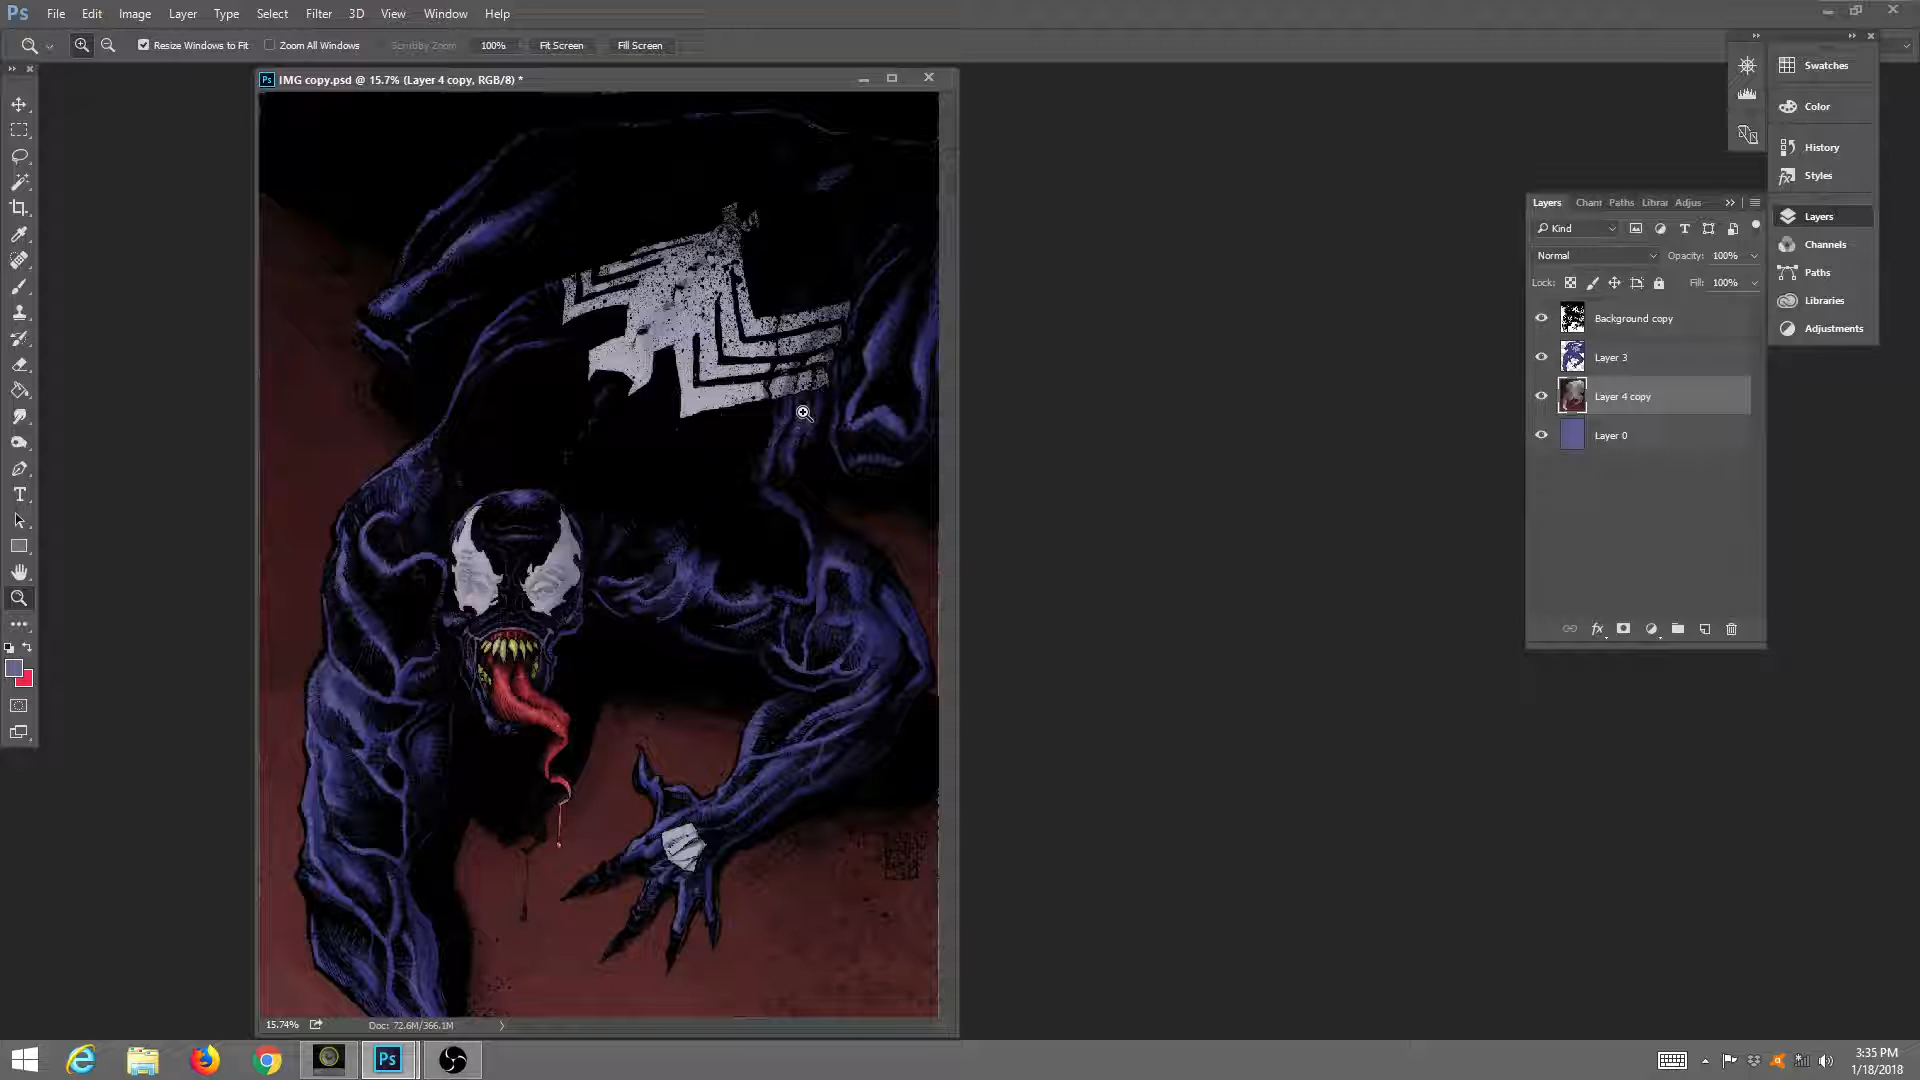 Ps File Edit Image Layer Type Select Filter 3D View Window Help
Resize Windows to Fit Zoom All Windows Scrubby Zoom 100% Fit Screen Fill Screen
Ps IMG copy.psd @ 15.7% (Layer 4 copy, RGB/8) *
Swatches
Color
History
Styles
Layers
Channels
Paths
Libraries
Adjustments
Layers Chann Paths Librar Adjus
Kind
Normal Opacity: 100%
Lock: Fill: 100%
Background copy
Layer 3
Layer 4 copy
Layer 0
15.74% Doc: 72.6M/366.1M
Ps
3:35 PM
1/18/2018